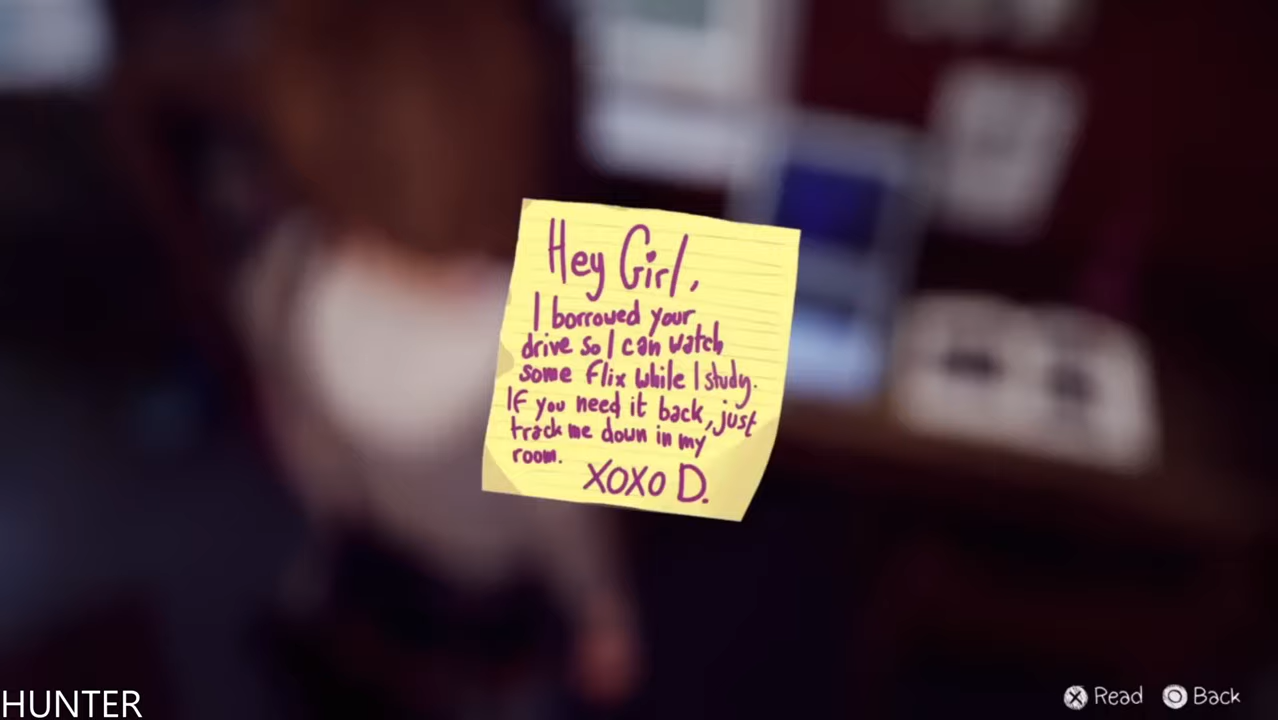 Hey Girl,
I borrowed your
drive so I can watch
some flix while I study.
If you need it back, just
track me down in my
room.
XOXO D.
Read Back
HUNTER